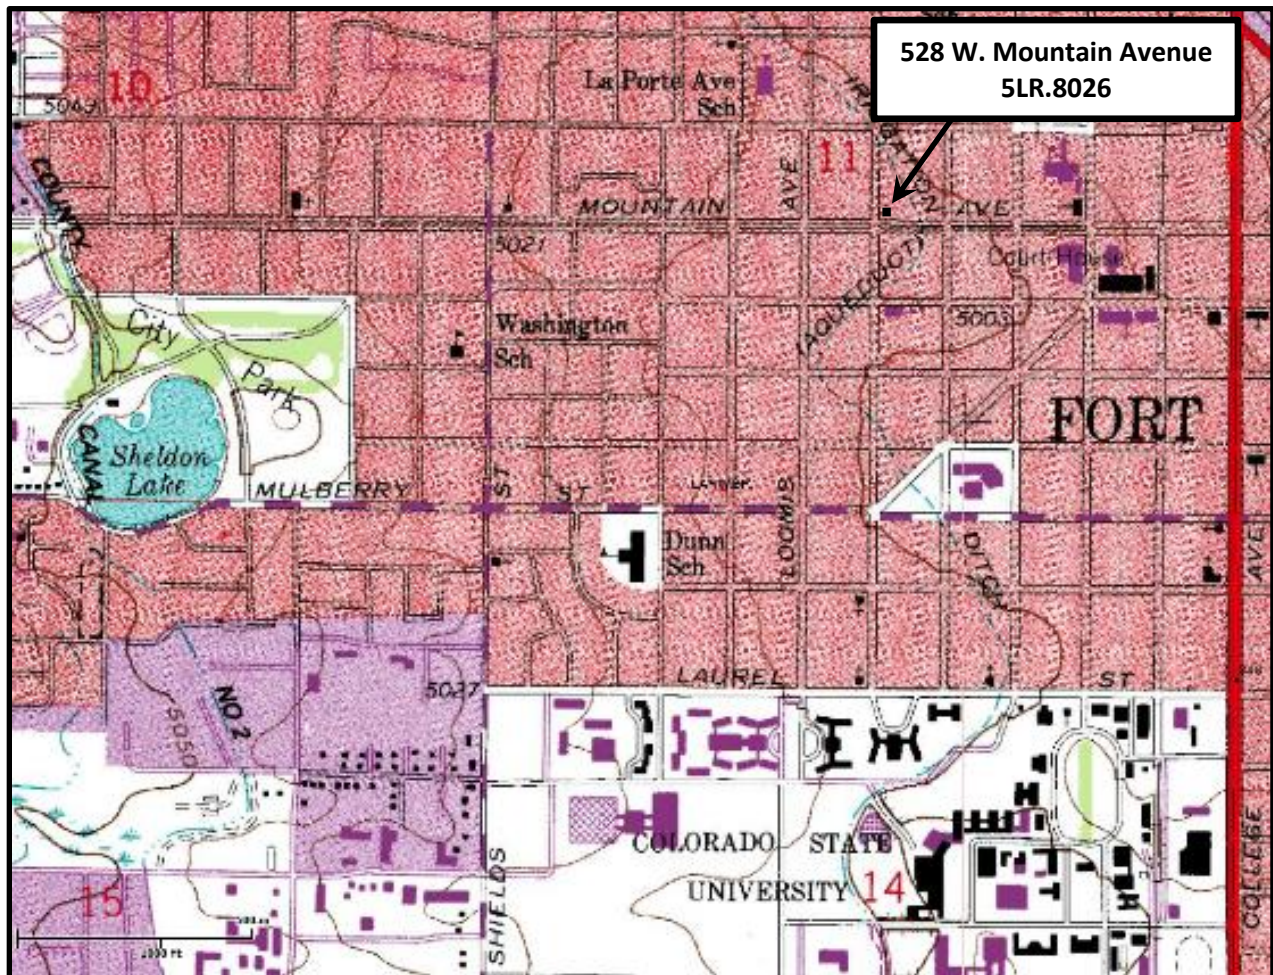 528 W. Mountain Avenue
5LR.8026
10
5049
La Porte Ave
Sch
11
AVE
COUNTY
MOUNTAIN
AVE
5021
Court House
(AQUEDUCT)
5003
City
Park
Washington
Sch
FORT
CANAL
Sheldon
Lake
MULBERRY
ST
ST
LOOMIS
Dunn
Sch
DITCH
AVE
LAUREL
ST
5027
NO 2
5050
COLORADO STATE
UNIVERSITY
14
15
SHIELDS
COLLEGE
1000 FT